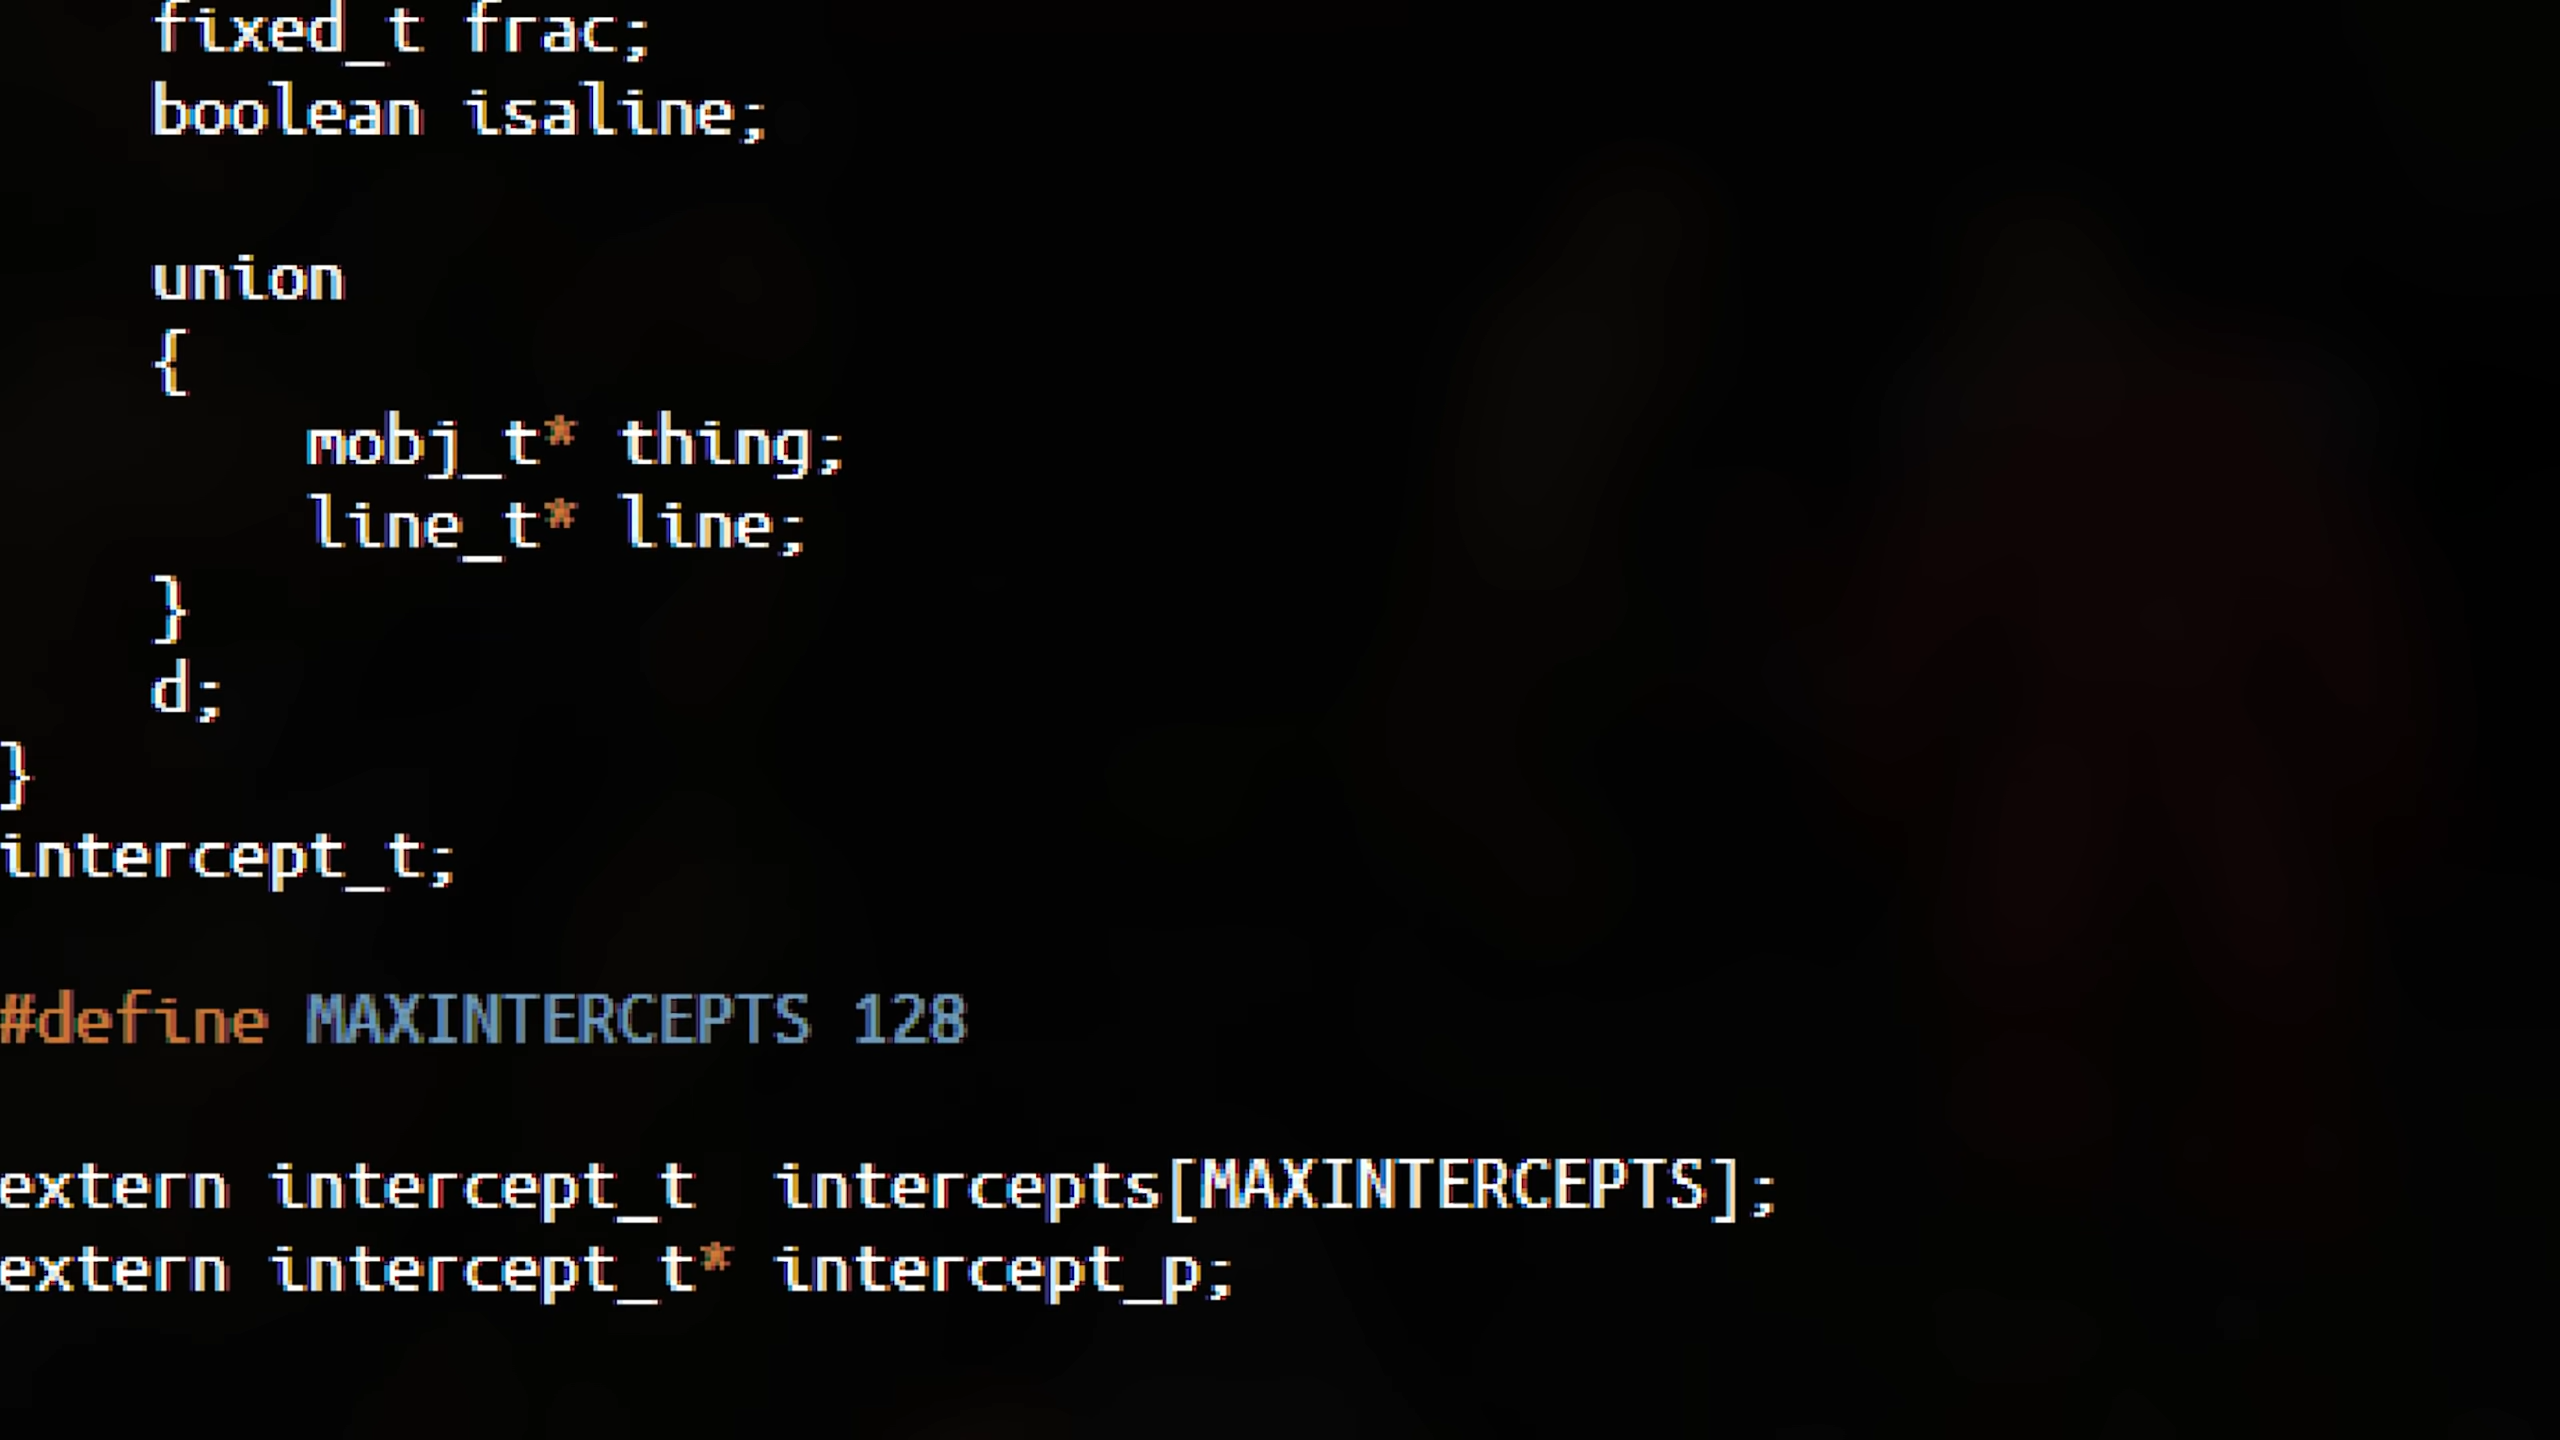 fixed_t frac;
boolean isaline;
union
{
mobj_t* thing;
line_t* line;
}
d;
}
intercept_t;
#define MAXINTERCEPTS 128
extern intercept_t  intercepts[MAXINTERCEPTS];
extern intercept_t* intercept_p;